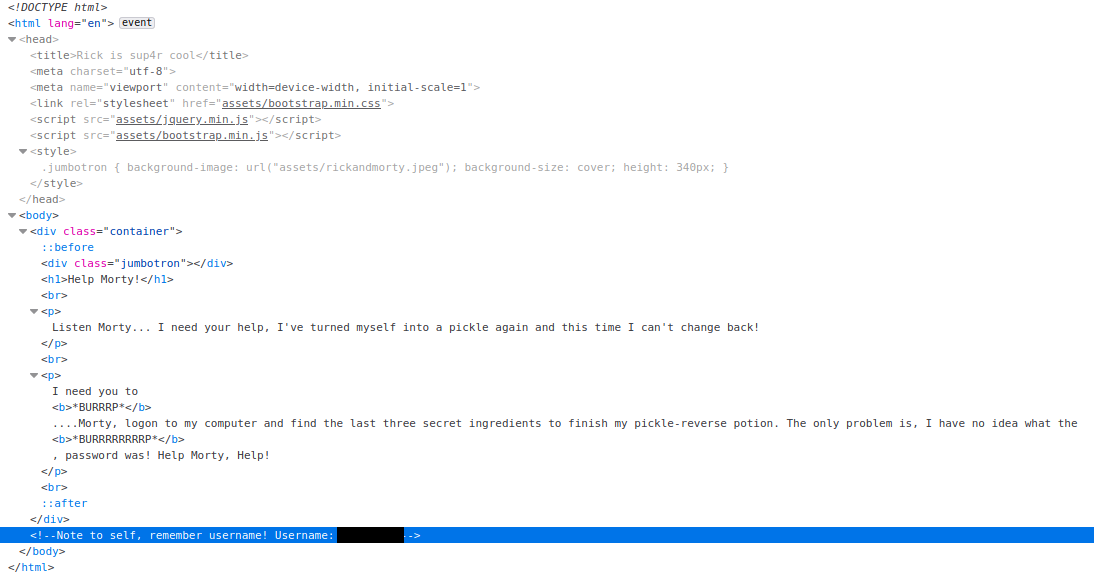 <!DOCTYPE html>
<html lang="en"> event
<head>
<title>Rick is sup4r cool</title>
<meta charset="utf-8">
<meta name="viewport" content="width=device-width, initial-scale=1">
<link rel="stylesheet" href="assets/bootstrap.min.css">
<script src="assets/jquery.min.js"></script>
<script src="assets/bootstrap.min.js"></script>
<style>
.jumbotron { background-image: url("assets/rickandmorty.jpeg"); background-size: cover; height: 340px; }
</style>
</head>
<body>
<div class="container">
::before
<div class="jumbotron"></div>
<h1>Help Morty!</h1>
<br>
<p>
Listen Morty... I need your help, I've turned myself into a pickle again and this time I can't change back!
</p>
<br>
<p>
I need you to
<b>*BURRRP*</b>
....Morty, logon to my computer and find the last three secret ingredients to finish my pickle-reverse potion. The only problem is, I have no idea what the
<b>*BURRRRRRRRP*</b>
, password was! Help Morty, Help!
</p>
<br>
::after
</div>
<!--Note to self, remember username! Username: -->
</body>
</html>